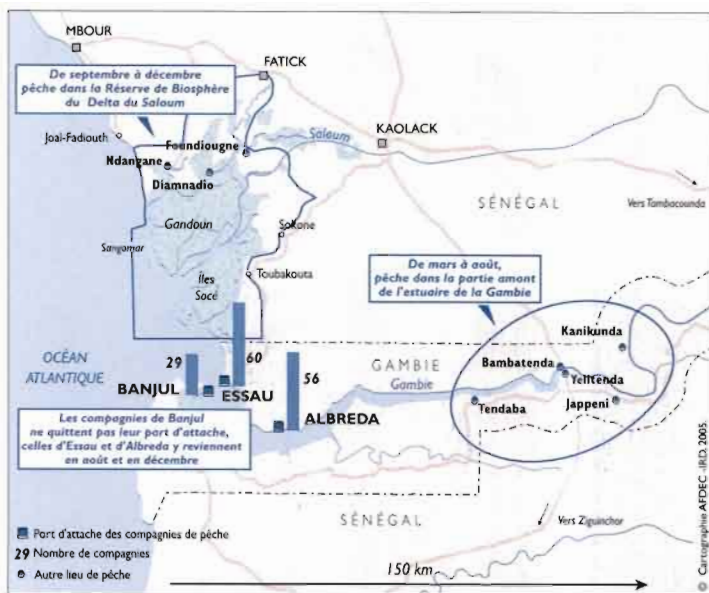 MBOUR
FATICK
De septembre à décembre
pêche dans la Réserve de Biosphère
du Delta du Saloum
Joal-Fadiouth
Foundiougne
Saloum
KAOLACK
Ndangane
Diamnadio
SÉNÉGAL
Vers Tambacounda
Gandoun
Sokone
Sangomar
Toubakouta
Îles
Socé
De mars à août,
pêche dans la partie amont
de l'estuaire de la Gambie
Kanikunda
OCÉAN
ATLANTIQUE
29
60
56
GAMBIE
Gambie
Bambatenda
Yelitenda
BANJUL
ESSAU
ALBREDA
Tendaba
Jappeni
Les compagnies de Banjul
ne quittent pas leur port d'attache,
celles d'Essau et d'Albreda y reviennent
en août et en décembre
SÉNÉGAL
Vers Ziguinchor
Port d'attache des compagnies de pêche
29 Nombre de compagnies
Autre lieu de pêche
150 km
© Cartographie AFDEC -IRD, 2005